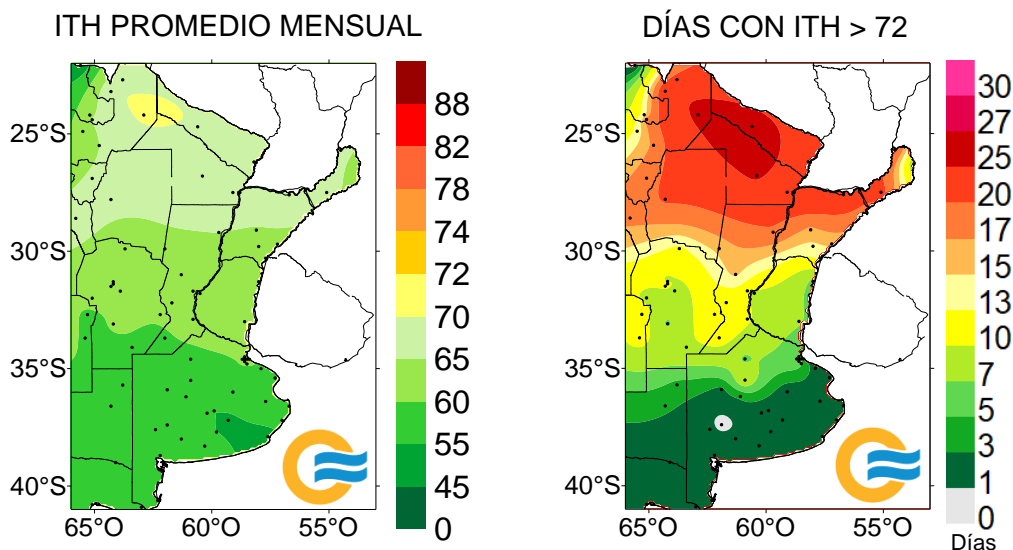 ITH PROMEDIO MENSUAL
DÍAS CON ITH > 72
25°S
30°S
35°S
40°S
65°O
60°O
55°O
88
82
78
74
72
70
65
60
55
45
0
25°S
30°S
35°S
40°S
65°O
60°O
55°O
30
27
25
20
17
15
13
10
7
5
3
1
0
Días